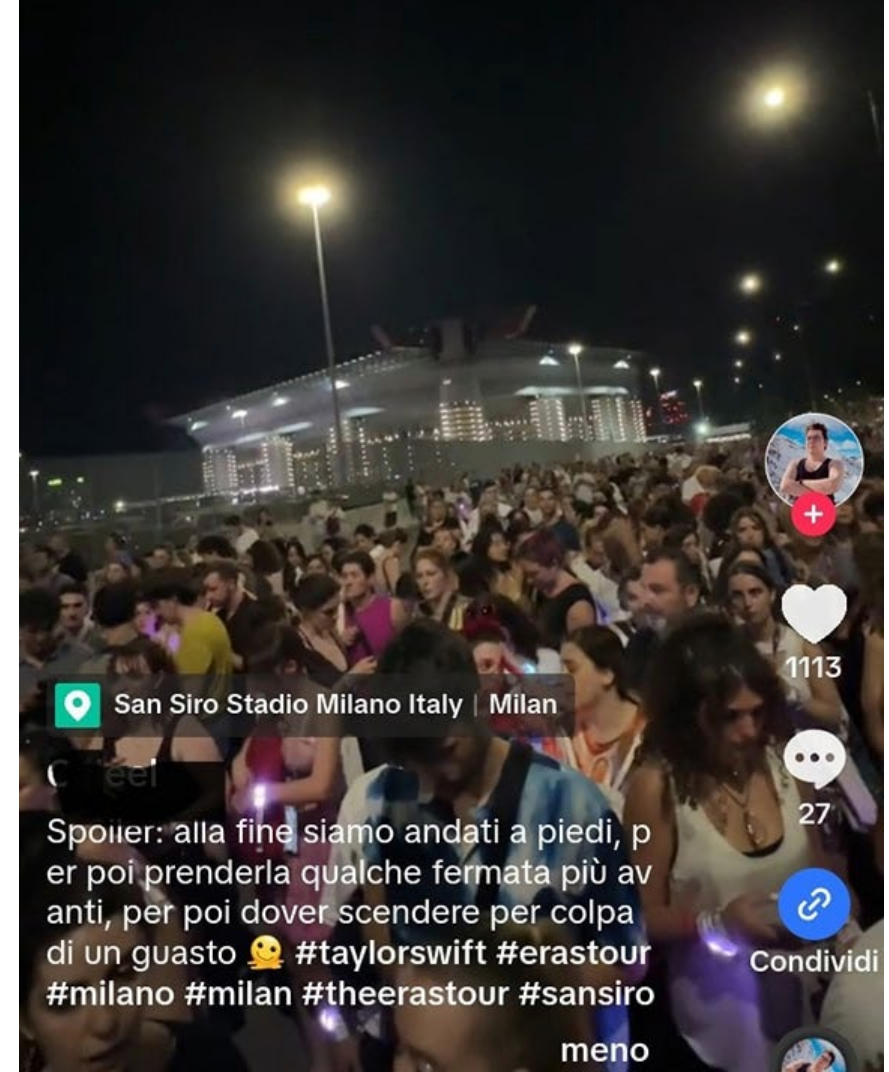 San Siro Stadio Milano Italy | Milan
Spoiler: alla fine siamo andati a piedi, p
er poi prenderla qualche fermata più av
anti, per poi dover scendere per colpa
di un guasto 🫠 #taylorswift #erastour
#milano #milan #theerastour #sansiro
meno
1113
27
Condividi